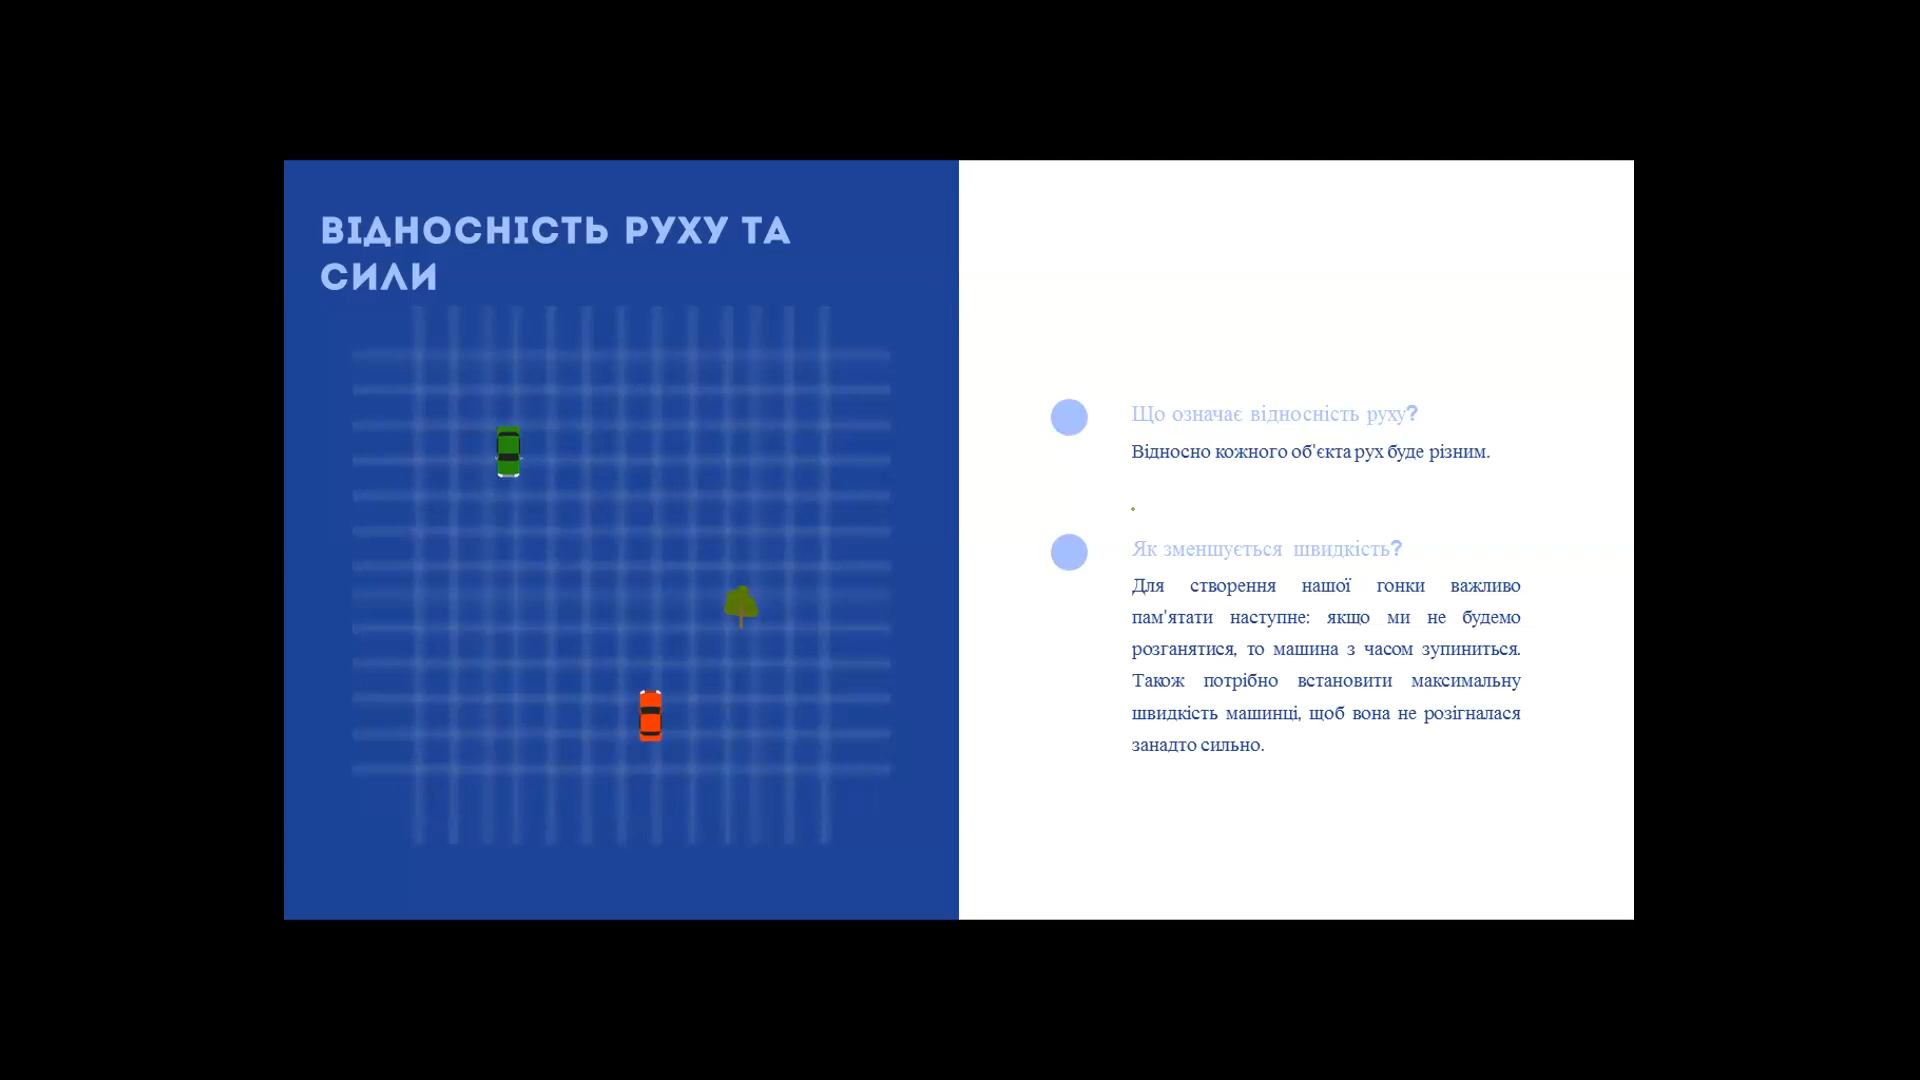 ВІДНОСНІСТЬ РУХУ ТА
СИЛИ
Що означає відносність руху?
Відносно кожного об'єкта рух буде різним.
Як зменшується швидкість?
Для створення нашої гонки важливо
пам'ятати наступне: якщо ми не будемо
розганятися, то машина з часом зупиниться.
Також потрібно встановити максимальну
швидкість машинці, щоб вона не розігналася
занадто сильно.